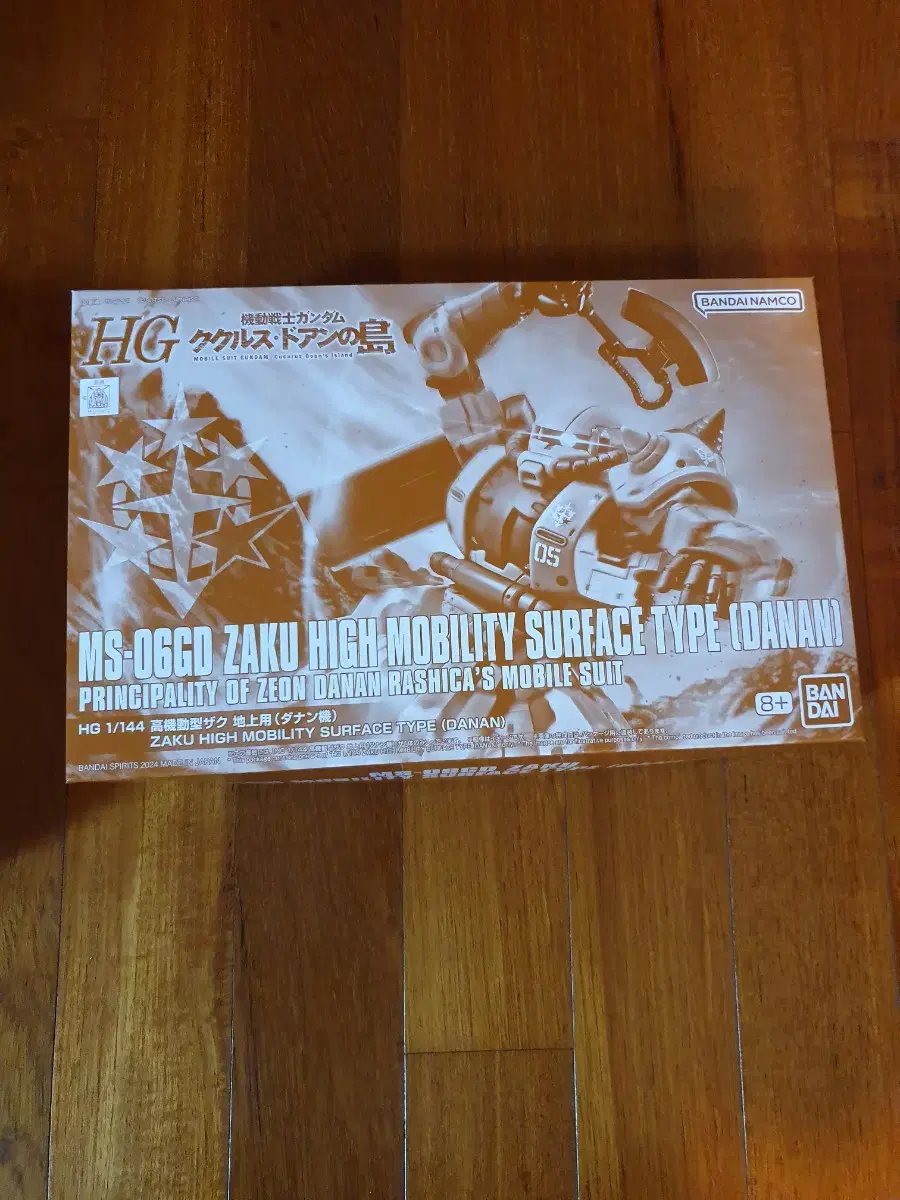 HG
機動戦士ガンダム
ククルス・ドアンの島
MOBILE SUIT GUNDAM Cucuruz Doan's Island
BANDAI NAMCO
05
MS-06GD ZAKU HIGH MOBILITY SURFACE TYPE (DANAN)
PRINCIPALITY OF ZEON DANAN RASHICA'S MOBILE SUIT
HG 1/144 高機動型ザク 地上用(ダナン機)
ZAKU HIGH MOBILITY SURFACE TYPE (DANAN)
8+
BAN
DAI
BANDAI SPIRITS 2024 MADE IN JAPAN